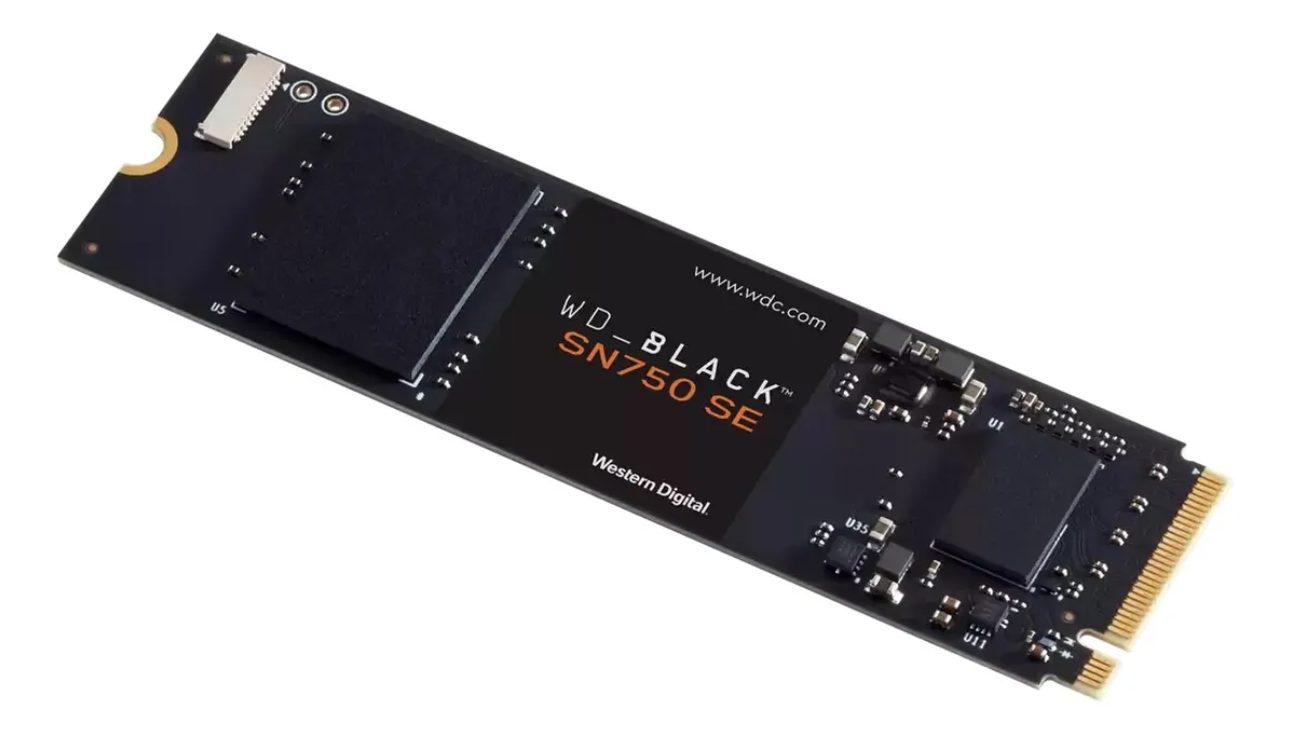 www.wdc.com
WD_BLACK™
SN750 SE
Western Digital.
U5
U1
U35
U11